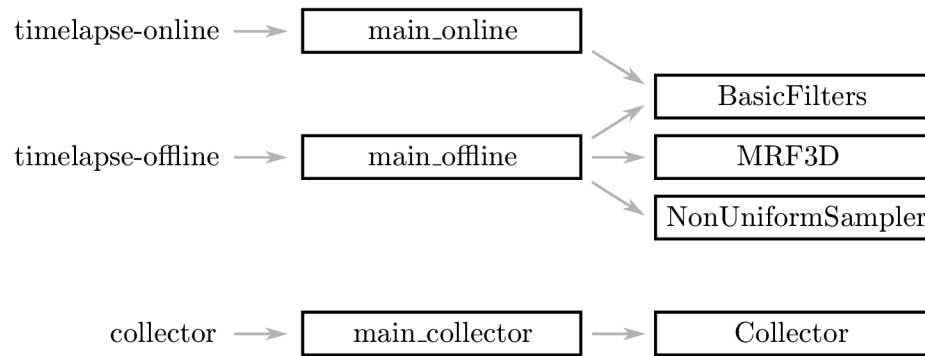 timelapse-online
main_online
BasicFilters
timelapse-offline
main_offline
MRF3D
NonUniformSampler
collector
main_collector
Collector